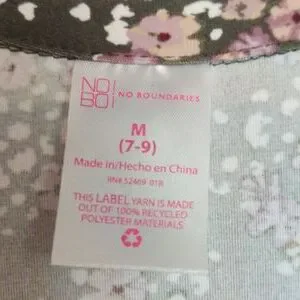 NO
BO
NO BOUNDARIES
M
(7-9)
Made in/Hecho en China
RN# 52469-01R
THIS LABEL YARN IS MADE
OUT OF 100% RECYCLED
POLYESTER MATERIALS